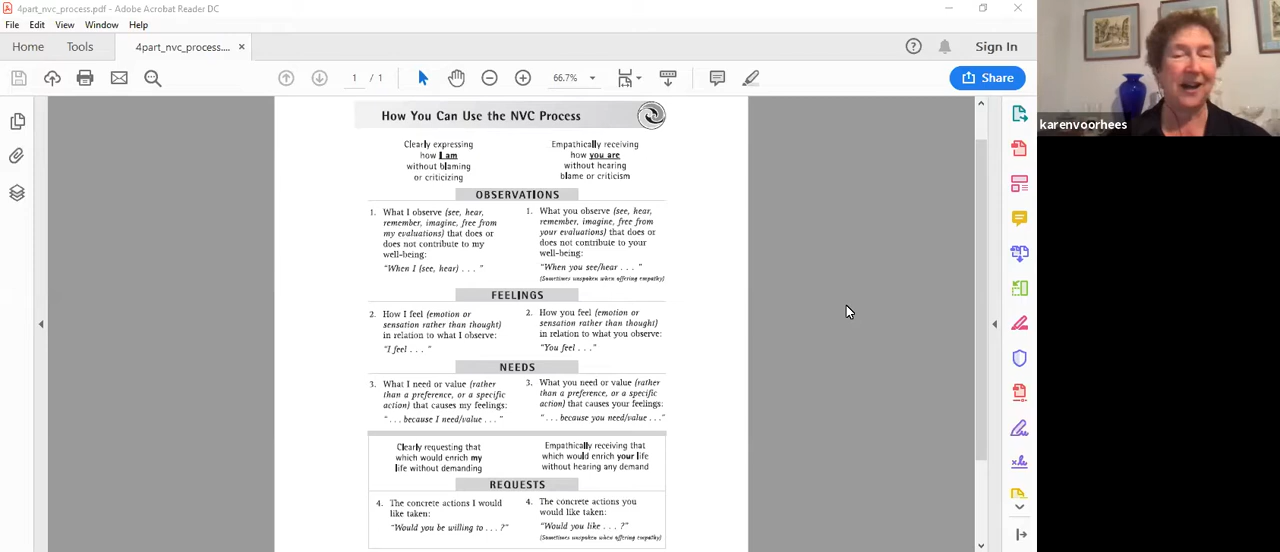 4part_nvc_process.pdf - Adobe Acrobat Reader DC
File Edit View Window Help
Home Tools 4part_nvc_process.... × Sign In
1 / 1 66.7% Share
karenvoorhees
How You Can Use the NVC Process
Clearly expressing
how I am
without blaming
or criticizing
Empathically receiving
how you are
without hearing
blame or criticism
OBSERVATIONS
1. What I observe (see, hear,
remember, imagine, free from
my evaluations) that does or
does not contribute to my
well-being:
"When I (see, hear) . . . "
1. What you observe (see, hear,
remember, imagine, free from
your evaluations) that does or
does not contribute to your
well-being:
"When you see/hear . . . "
(Sometimes unspoken when offering empathy)
FEELINGS
2. How I feel (emotion or
sensation rather than thought)
in relation to what I observe:
"I feel . . . "
2. How you feel (emotion or
sensation rather than thought)
in relation to what you observe:
"You feel . . ."
NEEDS
3. What I need or value (rather
than a preference, or a specific
action) that causes my feelings:
" . . . because I need/value . . . "
3. What you need or value (rather
than a preference, or a specific
action) that causes your feelings:
" . . . because you need/value . . ."
Clearly requesting that
which would enrich my
life without demanding
Empathically receiving that
which would enrich your life
without hearing any demand
REQUESTS
4. The concrete actions I would
like taken:
"Would you be willing to . . . ?"
4. The concrete actions you
would like taken:
"Would you like . . . ?"
(Sometimes unspoken when offering empathy)